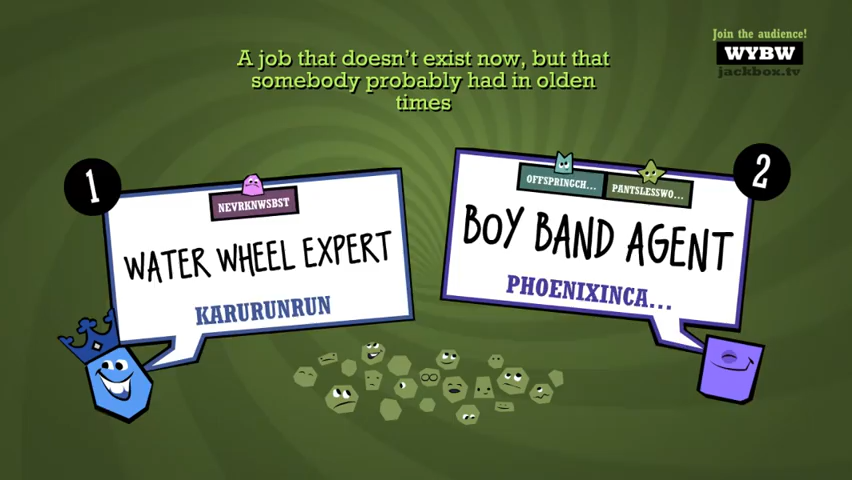 Join the audience!
WYBW
jackbox.tv
A job that doesn't exist now, but that
somebody probably had in olden
times
1
NEVRKNWSBST
WATER WHEEL EXPERT
KARURUNRUN
2
OFFSPRINGCH...
PANTSLESSWO...
BOY BAND AGENT
PHOENIXINCA...